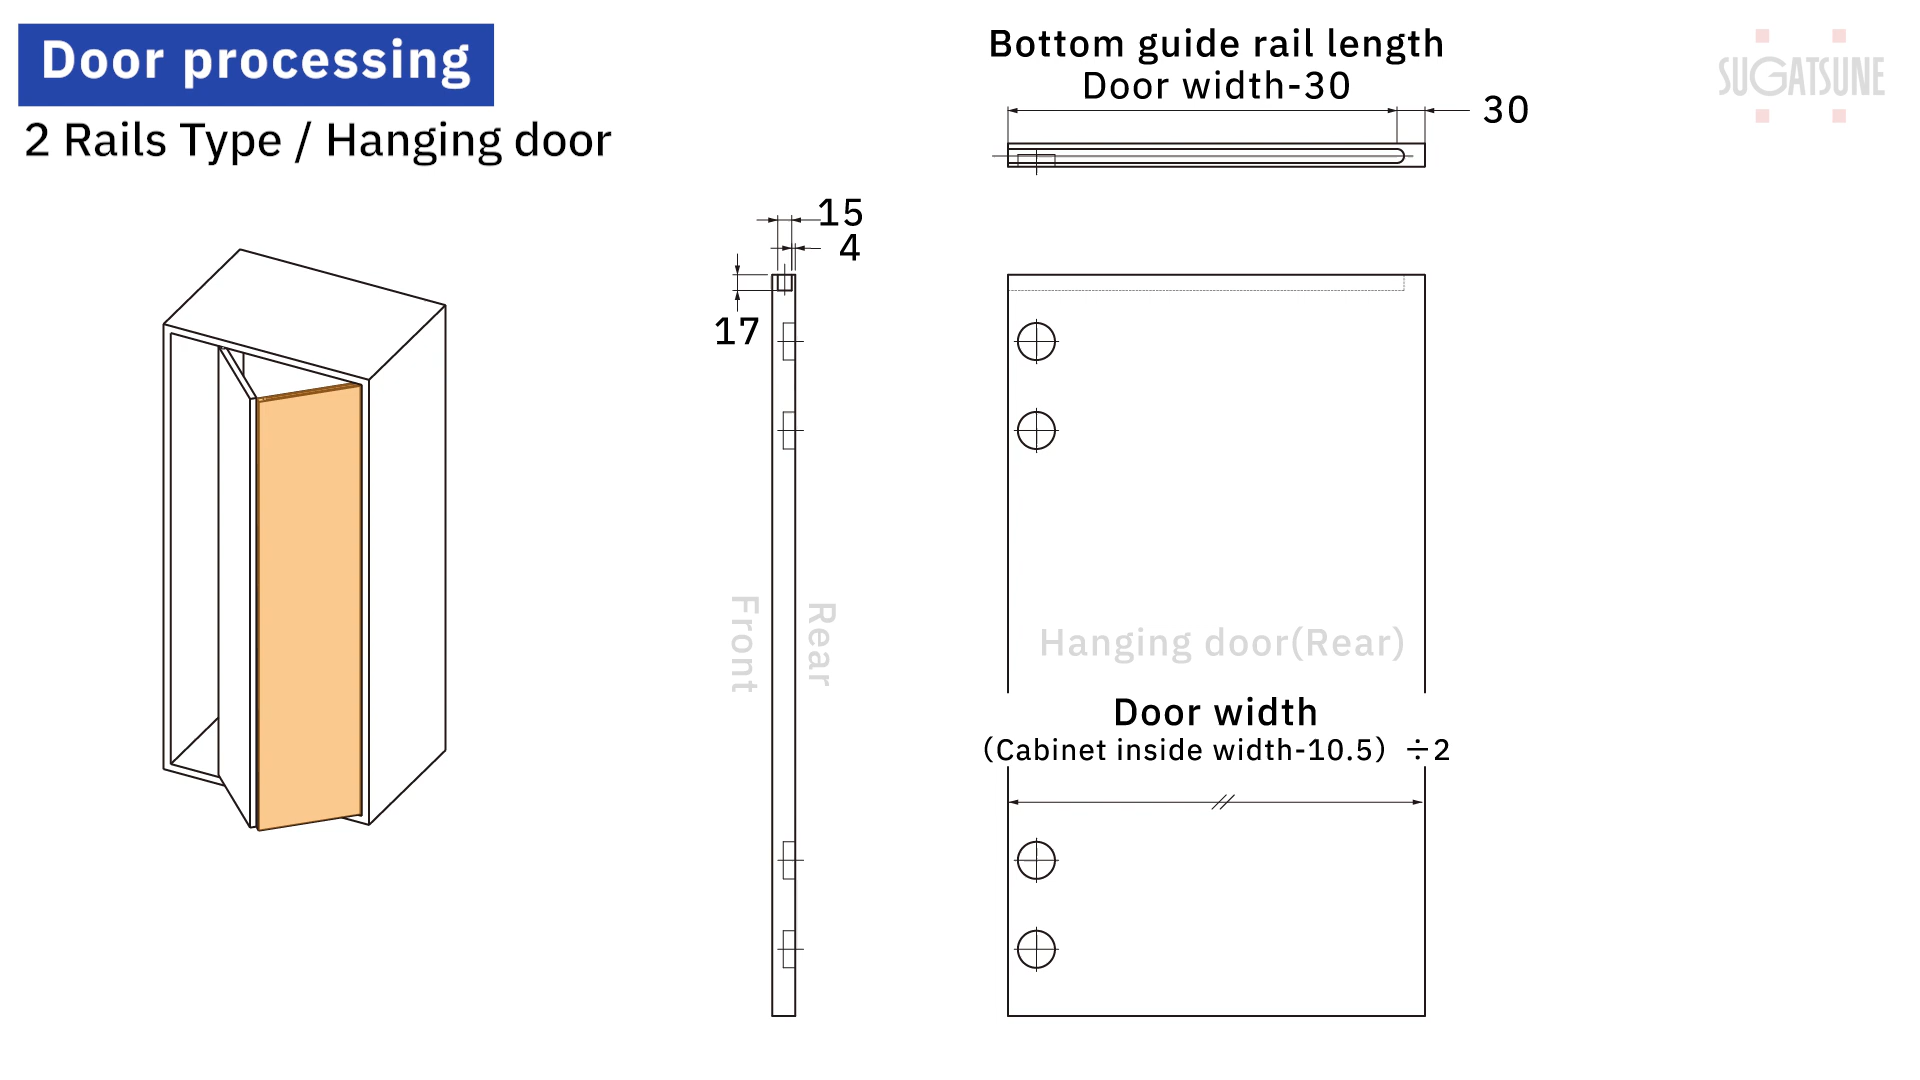 Door processing
2 Rails Type / Hanging door
Bottom guide rail length
Door width-30
30
SUGATSUNE
15
4
17
Front
Rear
Hanging door(Rear)
Door width
（Cabinet inside width-10.5）÷2